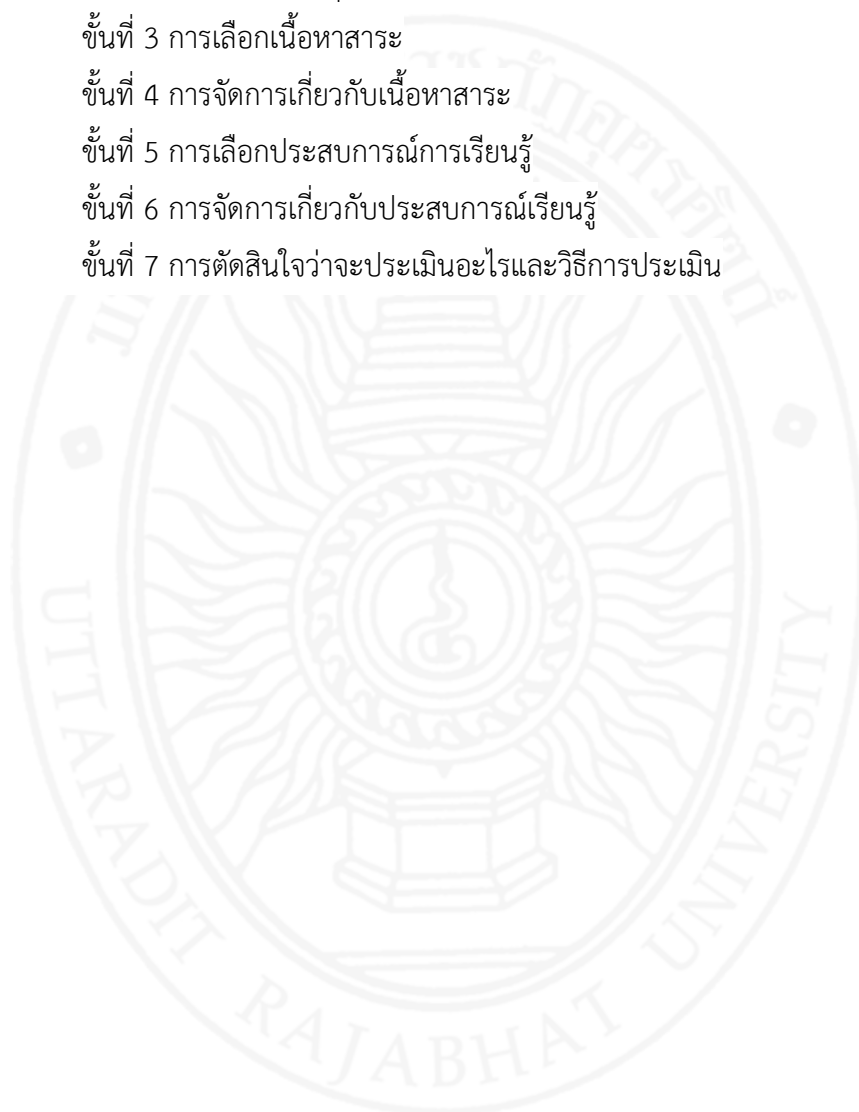 ขั้นที่ 3 การเลือกเนื้อหาสาระ
ขั้นที่ 4 การจัดการเกี่ยวกับเนื้อหาสาระ
ขั้นที่ 5 การเลือกประสบการณ์การเรียนรู้
ขั้นที่ 6 การจัดการเกี่ยวกับประสบการณ์เรียนรู้
ขั้นที่ 7 การตัดสินใจว่าจะประเมินอะไรและวิธีการประเมิน
UTTARADIT RAJABHAT UNIVERSITY